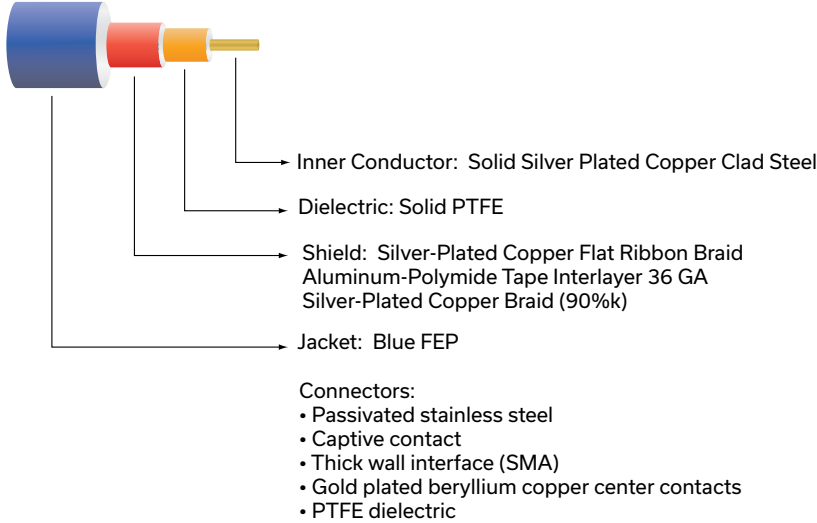 Inner Conductor: Solid Silver Plated Copper Clad Steel
Dielectric: Solid PTFE
Shield: Silver-Plated Copper Flat Ribbon Braid
Aluminum-Polymide Tape Interlayer 36 GA
Silver-Plated Copper Braid (90%k)
Jacket: Blue FEP
Connectors:
• Passivated stainless steel
• Captive contact
• Thick wall interface (SMA)
• Gold plated beryllium copper center contacts
• PTFE dielectric